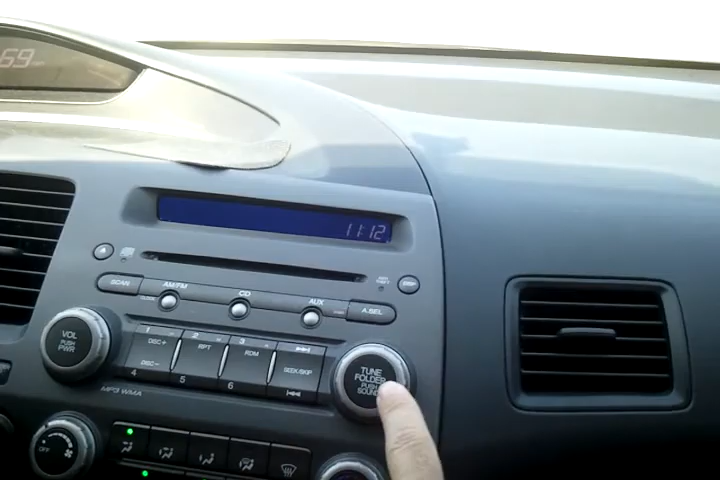 69
11:12
SCAN
AM/FM
CD
AUX
A.SEL
VOL
PUSH
PWR
1
DISC+
2
RPT
3
RDM
SEEK/SKIP
DISC−
4
5
6
TUNE
FOLDER
PUSH
SOUND
MP3 WMA
OFF